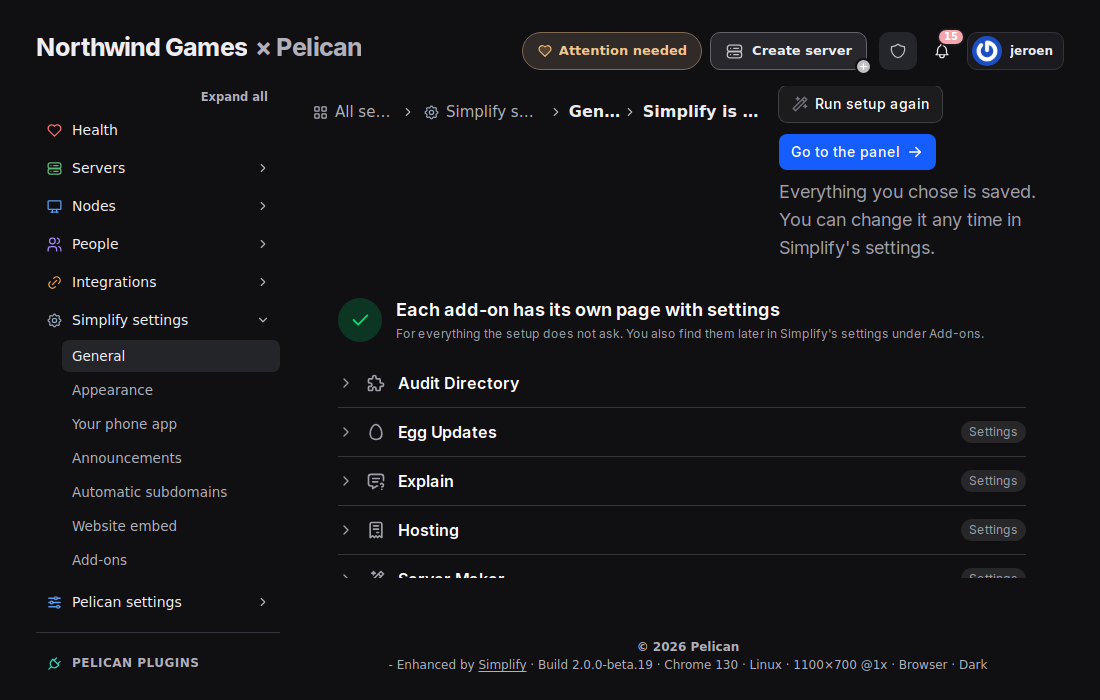 Northwind Games × Pelican
Attention needed
Create server
15
jeroen
Expand all
Health
Servers
Nodes
People
Integrations
Simplify settings
General
Appearance
Your phone app
Announcements
Automatic subdomains
Website embed
Add-ons
Pelican settings
PELICAN PLUGINS
All se... > Simplify s... > Gen... > Simplify is ...
Run setup again
Go to the panel →
Everything you chose is saved.
You can change it any time in
Simplify's settings.
Each add-on has its own page with settings
For everything the setup does not ask. You also find them later in Simplify's settings under Add-ons.
Audit Directory
Egg Updates Settings
Explain Settings
Hosting Settings
Server Maker Settings
© 2026 Pelican
- Enhanced by Simplify · Build 2.0.0-beta.19 · Chrome 130 · Linux · 1100×700 @1x · Browser · Dark